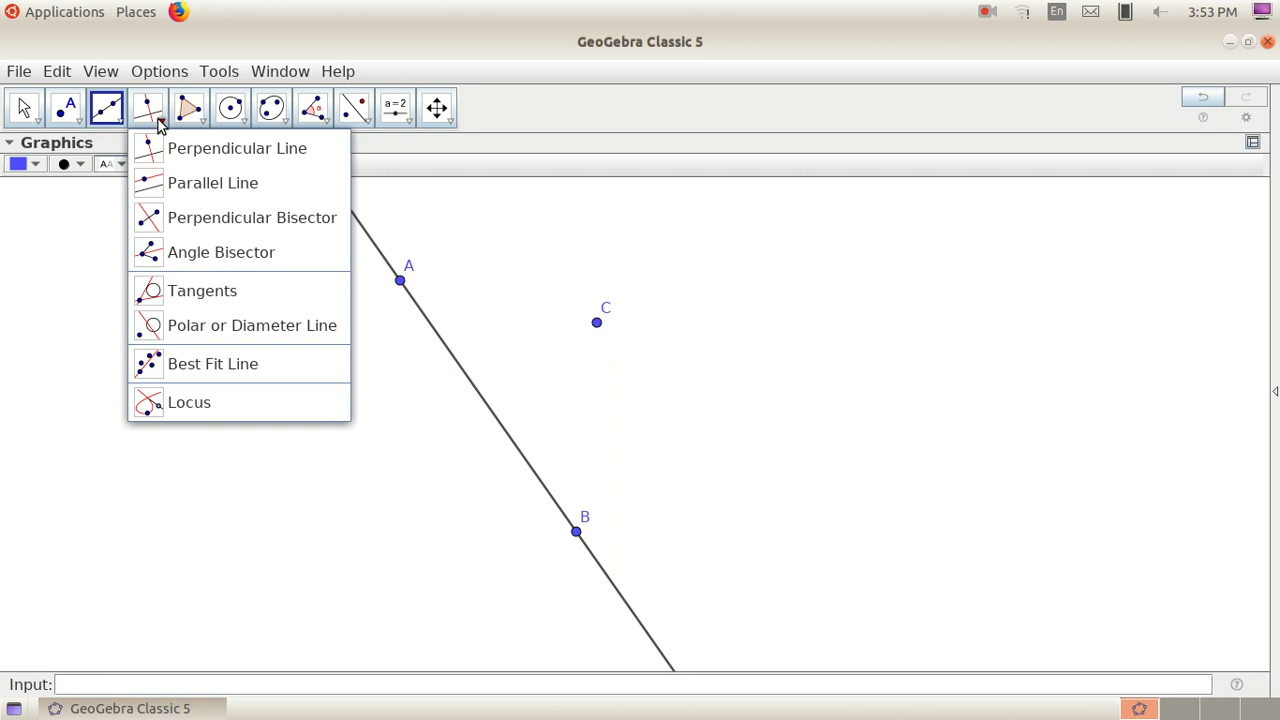 Applications Places En 3:53 PM
GeoGebra Classic 5
File Edit View Options Tools Window Help
A α a=2
Graphics
AA
Perpendicular Line
Parallel Line
Perpendicular Bisector
Angle Bisector
Tangents
Polar or Diameter Line
Best Fit Line
Locus
A
C
B
Input:
GeoGebra Classic 5